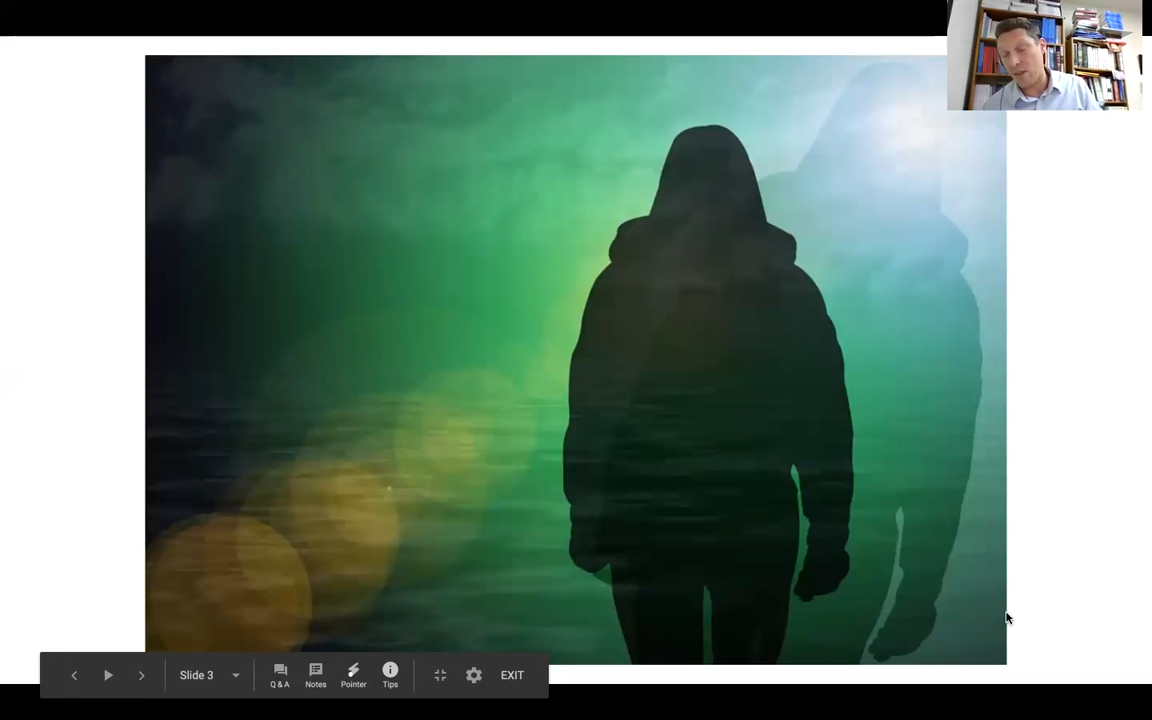 Slide 3
Q & A
Notes
Pointer
Tips
EXIT